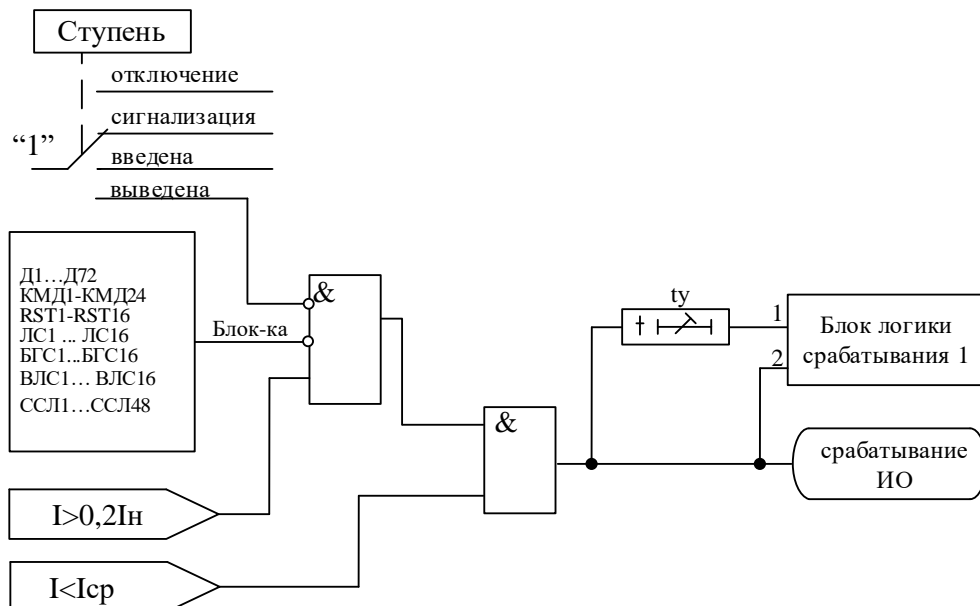 Ступень
отключение
сигнализация
“1”
введена
выведена
Д1…Д72
КМД1-КМД24
RST1-RST16
ЛС1 ... ЛС16
БГС1...БГС16
ВЛС1… ВЛС16
ССЛ1…ССЛ48
Блок-ка
&
I>0,2Iн
I<Iср
&
tу
1
2
Блок логики
срабатывания 1
срабатывание
ИО